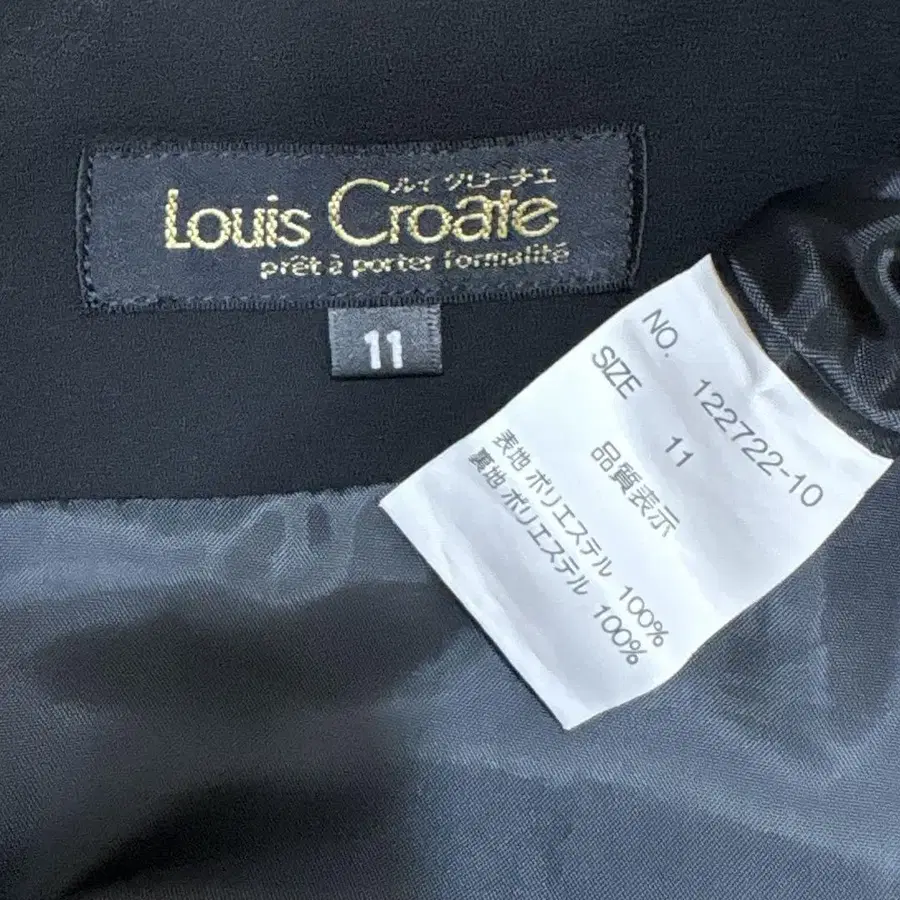 ルイ クローチェ
Louis Croate
prêt à porter formalité
11
NO. 122722-10
SIZE 11
品質表示
表地 ポリエステル 100%
裏地 ポリエステル 100%